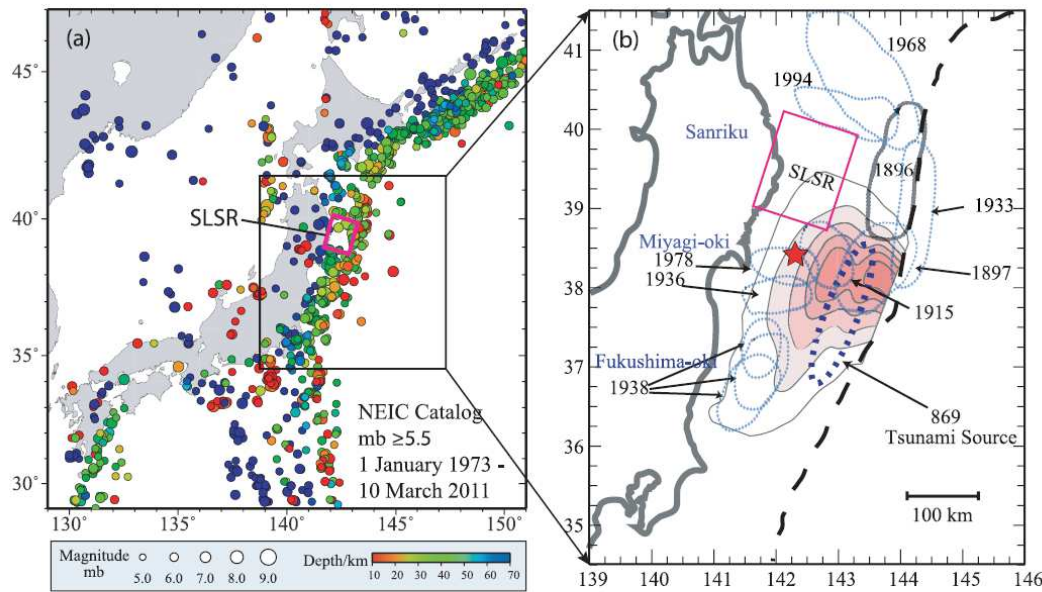 (a)
45°
40°
35°
30°
SLSR
NEIC Catalog
mb ≥5.5
1 January 1973 -
10 March 2011
130°
135°
140°
145°
150°
Magnitude
mb
5.0
6.0
7.0
8.0
9.0
Depth/km
10
20
30
40
50
60
70
(b)
41
40
39
38
37
36
35
1968
1994
Sanriku
SLSR
1896
1933
Miyagi-oki
1978
1936
1897
1915
Fukushima-oki
1938
869
Tsunami Source
100 km
139
140
141
142
143
144
145
146